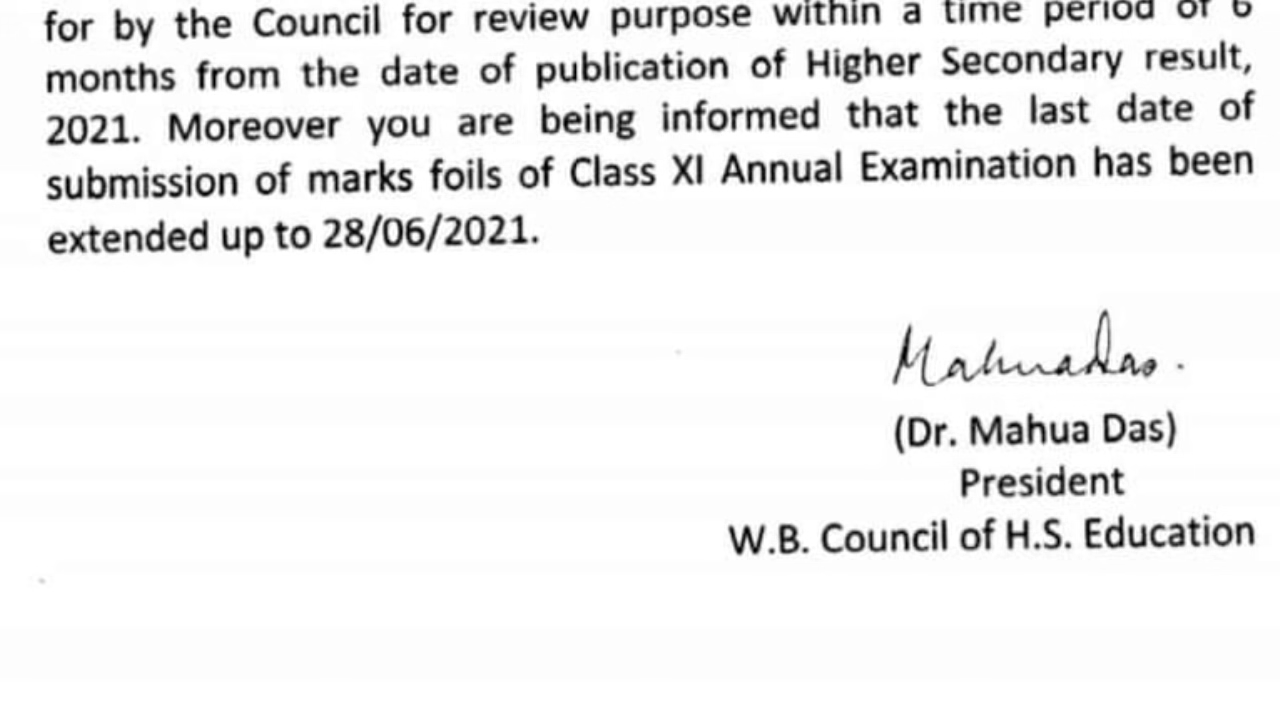 for by the Council for review purpose within a time period of 6
months from the date of publication of Higher Secondary result,
2021. Moreover you are being informed that the last date of
submission of marks foils of Class XI Annual Examination has been
extended up to 28/06/2021.
Mahua Das.
(Dr. Mahua Das)
President
W.B. Council of H.S. Education